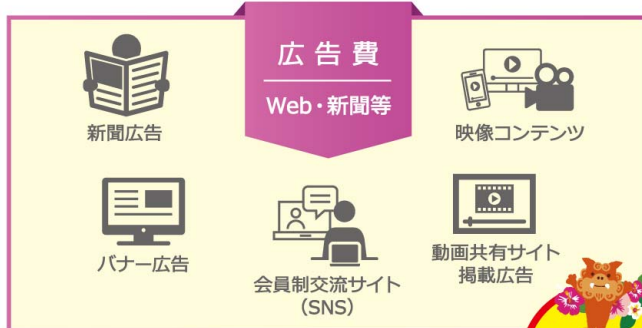 広告費
Web・新聞等
新聞広告
映像コンテンツ
バナー広告
会員制交流サイト
（SNS）
動画共有サイト
掲載広告